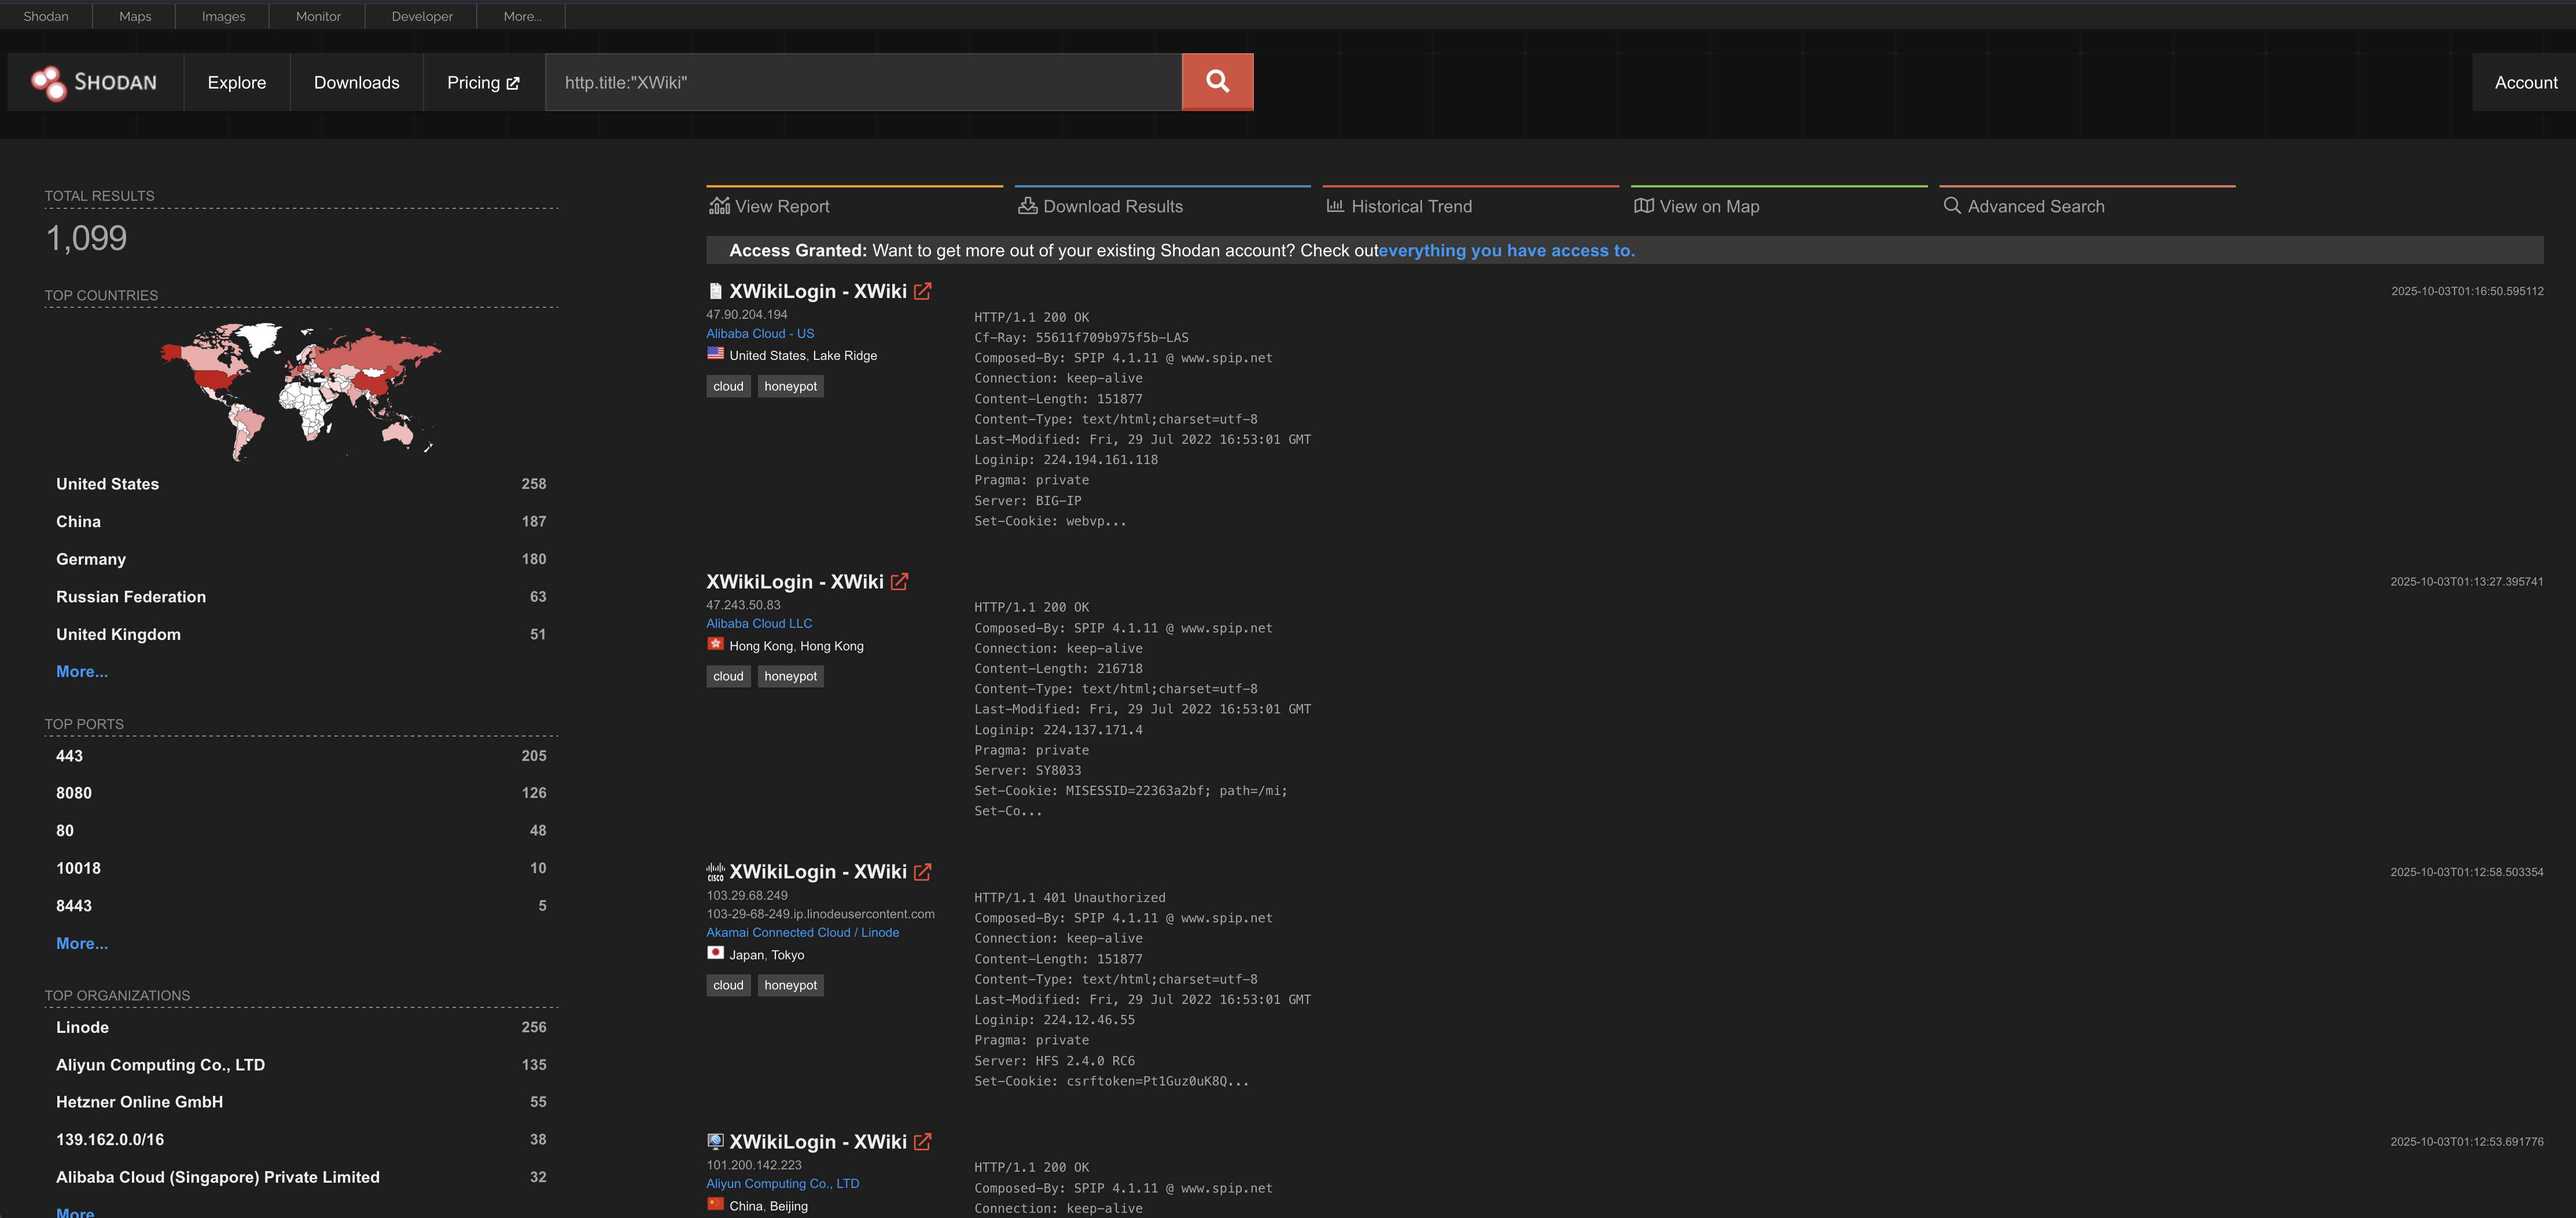 Shodan
Maps
Images
Monitor
Developer
More...
SHODAN
Explore
Downloads
Pricing
http.title:"XWiki"
Account
TOTAL RESULTS
1,099
TOP COUNTRIES
United States 258
China 187
Germany 180
Russian Federation 63
United Kingdom 51
More...
TOP PORTS
443 205
8080 126
80 48
10018 10
8443 5
More...
TOP ORGANIZATIONS
Linode 256
Aliyun Computing Co., LTD 135
Hetzner Online GmbH 55
139.162.0.0/16 38
Alibaba Cloud (Singapore) Private Limited 32
More
View Report
Download Results
Historical Trend
View on Map
Advanced Search
Access Granted: Want to get more out of your existing Shodan account? Check outeverything you have access to.
XWikiLogin - XWiki
2025-10-03T01:16:50.595112
47.90.204.194
Alibaba Cloud - US
United States, Lake Ridge
cloud honeypot
HTTP/1.1 200 OK
Cf-Ray: 55611f709b975f5b-LAS
Composed-By: SPIP 4.1.11 @ www.spip.net
Connection: keep-alive
Content-Length: 151877
Content-Type: text/html;charset=utf-8
Last-Modified: Fri, 29 Jul 2022 16:53:01 GMT
Loginip: 224.194.161.118
Pragma: private
Server: BIG-IP
Set-Cookie: webvp...
XWikiLogin - XWiki
2025-10-03T01:13:27.395741
47.243.50.83
Alibaba Cloud LLC
Hong Kong, Hong Kong
cloud honeypot
HTTP/1.1 200 OK
Composed-By: SPIP 4.1.11 @ www.spip.net
Connection: keep-alive
Content-Length: 216718
Content-Type: text/html;charset=utf-8
Last-Modified: Fri, 29 Jul 2022 16:53:01 GMT
Loginip: 224.137.171.4
Pragma: private
Server: SY8033
Set-Cookie: MISESSID=22363a2bf; path=/mi;
Set-Co...
CISCO
XWikiLogin - XWiki
2025-10-03T01:12:58.503354
103.29.68.249
103-29-68-249.ip.linodeusercontent.com
Akamai Connected Cloud / Linode
Japan, Tokyo
cloud honeypot
HTTP/1.1 401 Unauthorized
Composed-By: SPIP 4.1.11 @ www.spip.net
Connection: keep-alive
Content-Length: 151877
Content-Type: text/html;charset=utf-8
Last-Modified: Fri, 29 Jul 2022 16:53:01 GMT
Loginip: 224.12.46.55
Pragma: private
Server: HFS 2.4.0 RC6
Set-Cookie: csrftoken=Pt1Guz0uK8Q...
XWikiLogin - XWiki
2025-10-03T01:12:53.691776
101.200.142.223
Aliyun Computing Co., LTD
China, Beijing
HTTP/1.1 200 OK
Composed-By: SPIP 4.1.11 @ www.spip.net
Connection: keep-alive